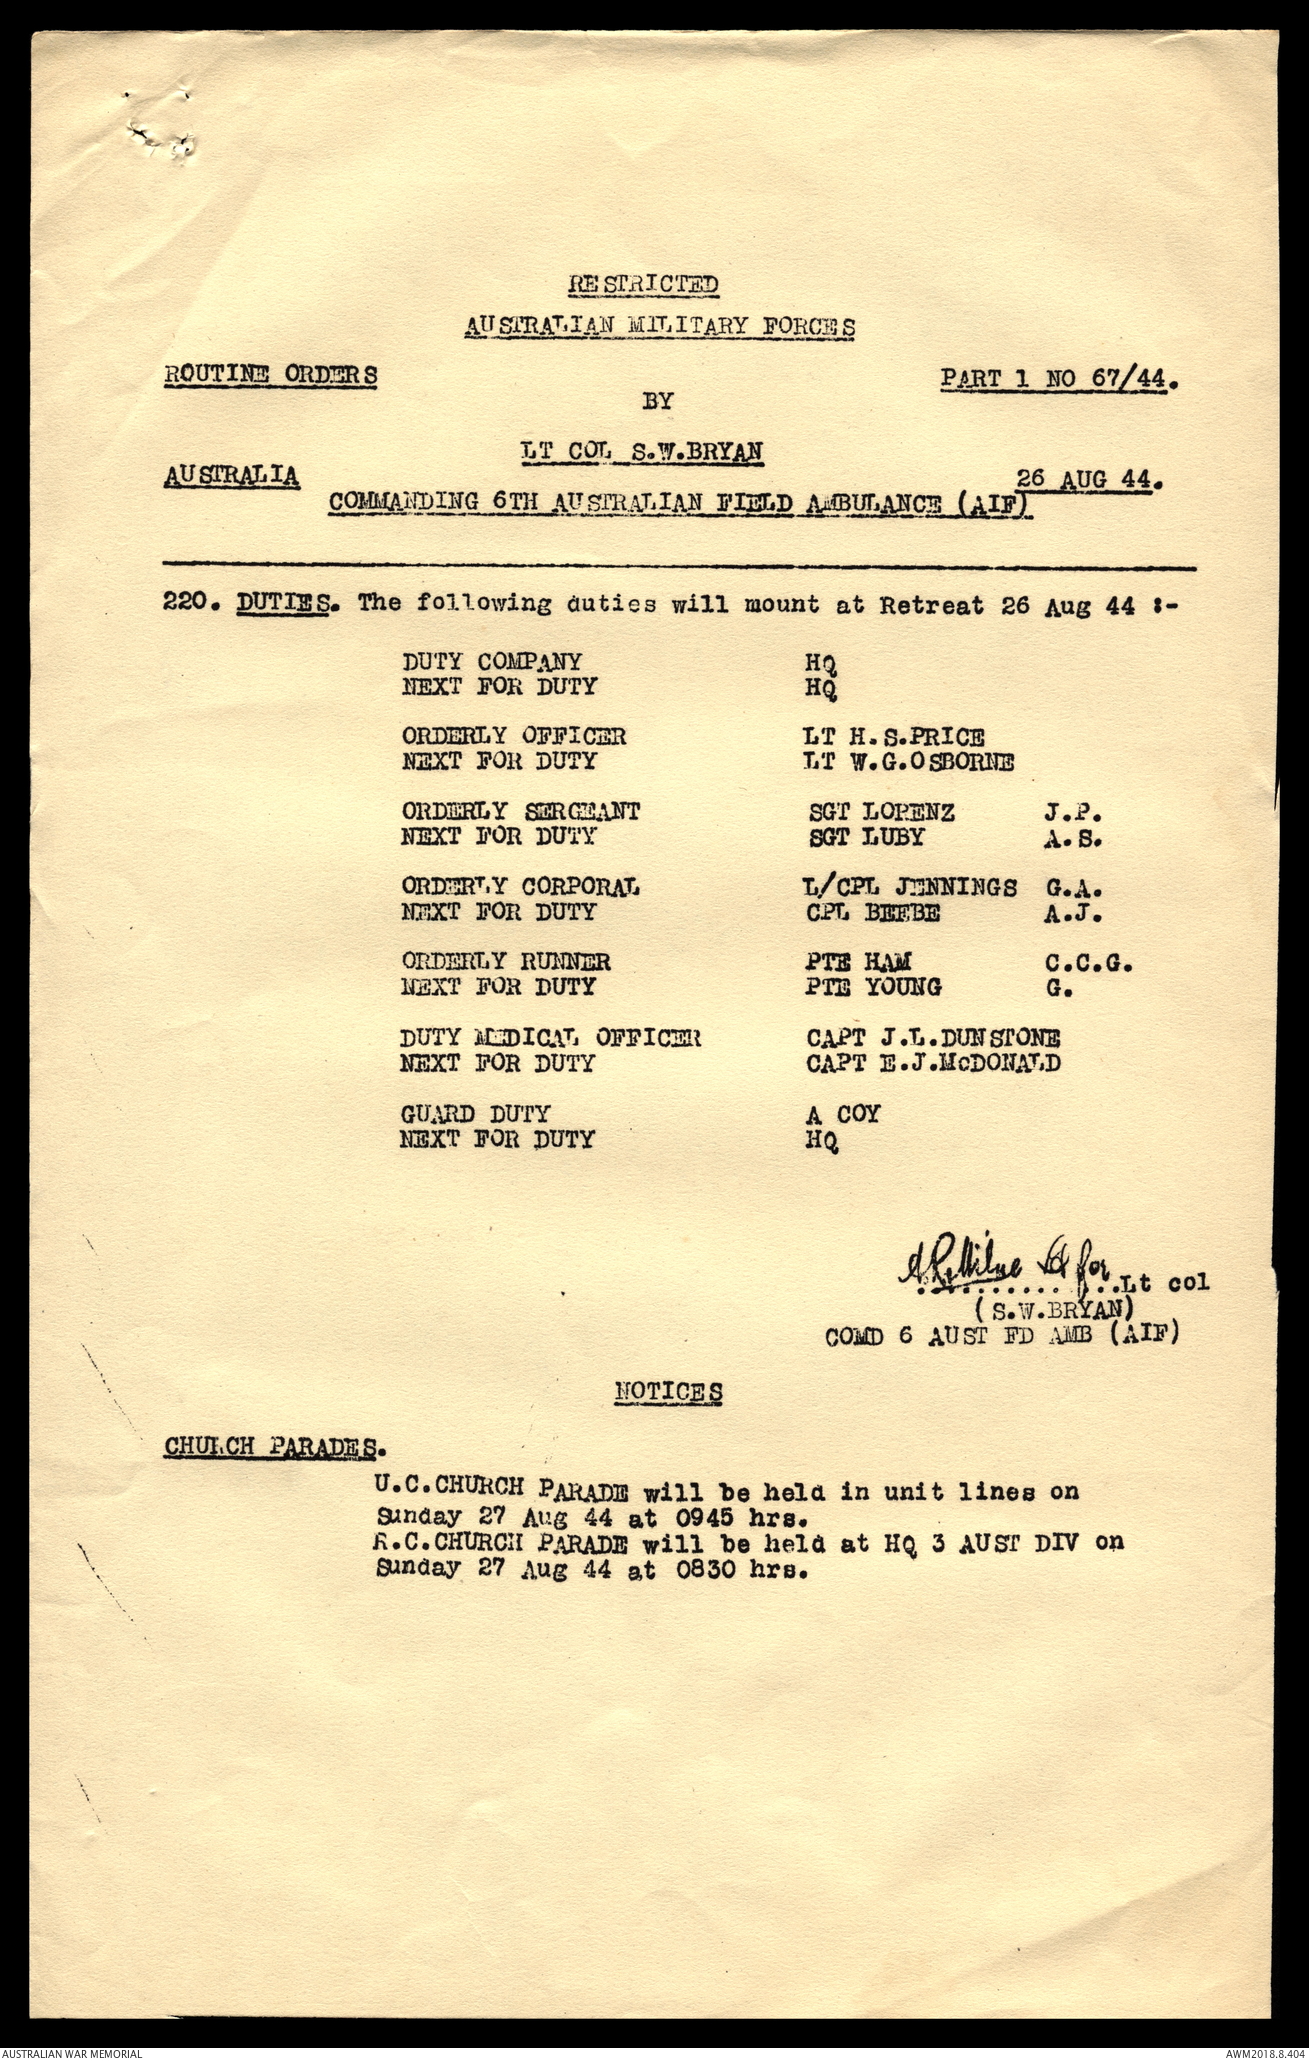 RESTRICTED
AUSTRALIAN MILITARY FORCES
ROUTINE ORDERS PART 1 NO 67/44.
BY
LT COL S.W.BRYAN
AUSTRALIA 26 AUG 44.
COMMANDING 6TH AUSTRALIAN FIELD AMBULANCE (AIF)
220. DUTIES. The following duties will mount at Retreat 26 Aug 44 :-
DUTY COMPANY HQ
NEXT FOR DUTY HQ
ORDERLY OFFICER LT H.S.PRICE
NEXT FOR DUTY LT W.G.OSBORNE
ORDERLY SERGEANT SGT LORENZ J.P.
NEXT FOR DUTY SGT LUBY A.S.
ORDERLY CORPORAL L/CPL JENNINGS G.A.
NEXT FOR DUTY CPL BEEBE A.J.
ORDERLY RUNNER PTE HAM C.C.G.
NEXT FOR DUTY PTE YOUNG G.
DUTY MEDICAL OFFICER CAPT J.L.DUNSTONE
NEXT FOR DUTY CAPT E.J.McDONALD
GUARD DUTY A COY
NEXT FOR DUTY HQ
Milne Lt for
..............Lt col
(S.W.BRYAN)
COMD 6 AUST FD AMB (AIF)
NOTICES
CHURCH PARADES.
U.C.CHURCH PARADE will be held in unit lines on
Sunday 27 Aug 44 at 0945 hrs.
R.C.CHURCH PARADE will be held at HQ 3 AUST DIV on
Sunday 27 Aug 44 at 0830 hrs.
AUSTRALIAN WAR MEMORIAL AWM2018.8.404